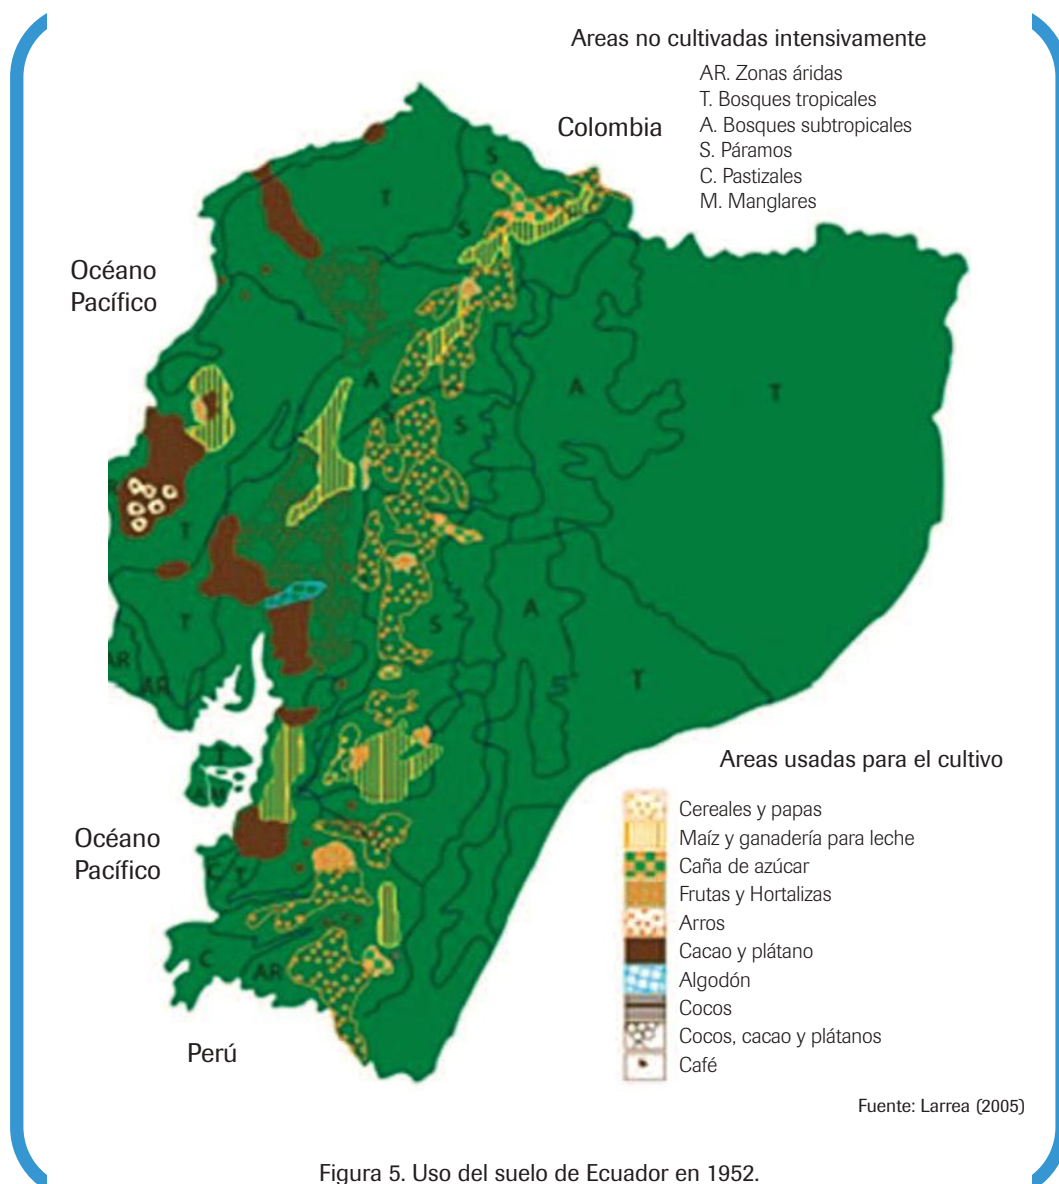 Areas no cultivadas intensivamente
AR. Zonas áridas
T. Bosques tropicales
A. Bosques subtropicales
S. Páramos
C. Pastizales
M. Manglares
Colombia
S
T
S
Océano
Pacífico
A
A
T
S
T
A
S
T
AR
AR
T
T
Areas usadas para el cultivo
Cereales y papas
Maíz y ganadería para leche
Caña de azúcar
Frutas y Hortalizas
Arros
Cacao y plátano
Algodón
Cocos
Cocos, cacao y plátanos
Café
Océano
Pacífico
C
T
C
AR
Perú
Fuente: Larrea (2005)
Figura 5. Uso del suelo de Ecuador en 1952.